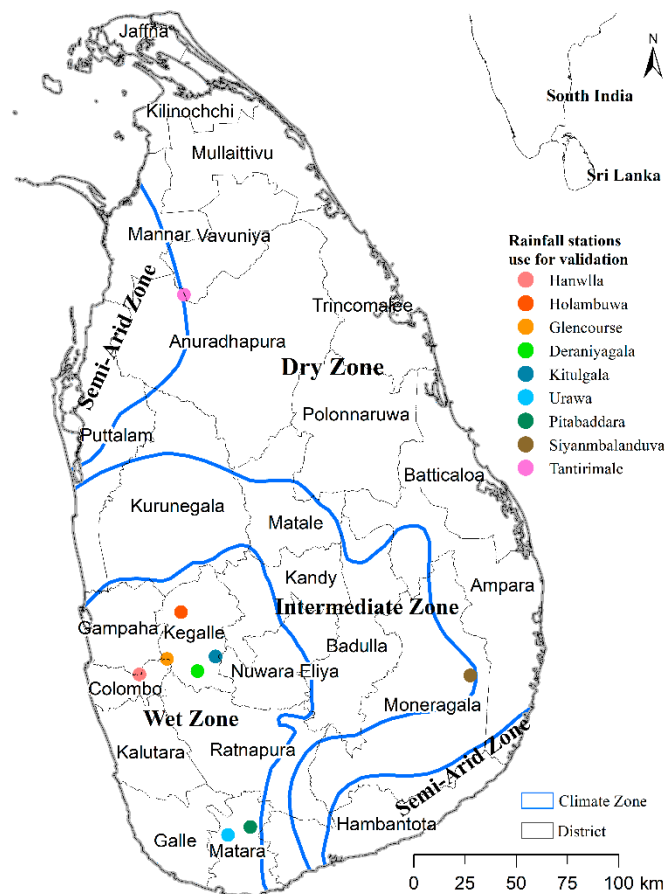 Jaffna
N
Kilinochchi
South India
Mullaittivu
Sri Lanka
Mannar Vavuniya
Rainfall stations
use for validation
Hanwlla
Holambuwa
Glencourse
Deraniyagala
Kitulgala
Urawa
Pitabaddara
Siyanmbalanduva
Tantirimale
Semi-Arid Zone
Trincomalee
Anuradhapura
Dry Zone
Polonnaruwa
Puttalam
Batticaloa
Kurunegala
Matale
Kandy
Ampara
Intermediate Zone
Gampaha
Kegalle
Badulla
Nuwara Eliya
Colombo
Moneragala
Wet Zone
Kalutara
Ratnapura
Semi-Arid Zone
Hambantota
Galle
Matara
Climate Zone
District
0 25 50 100 km